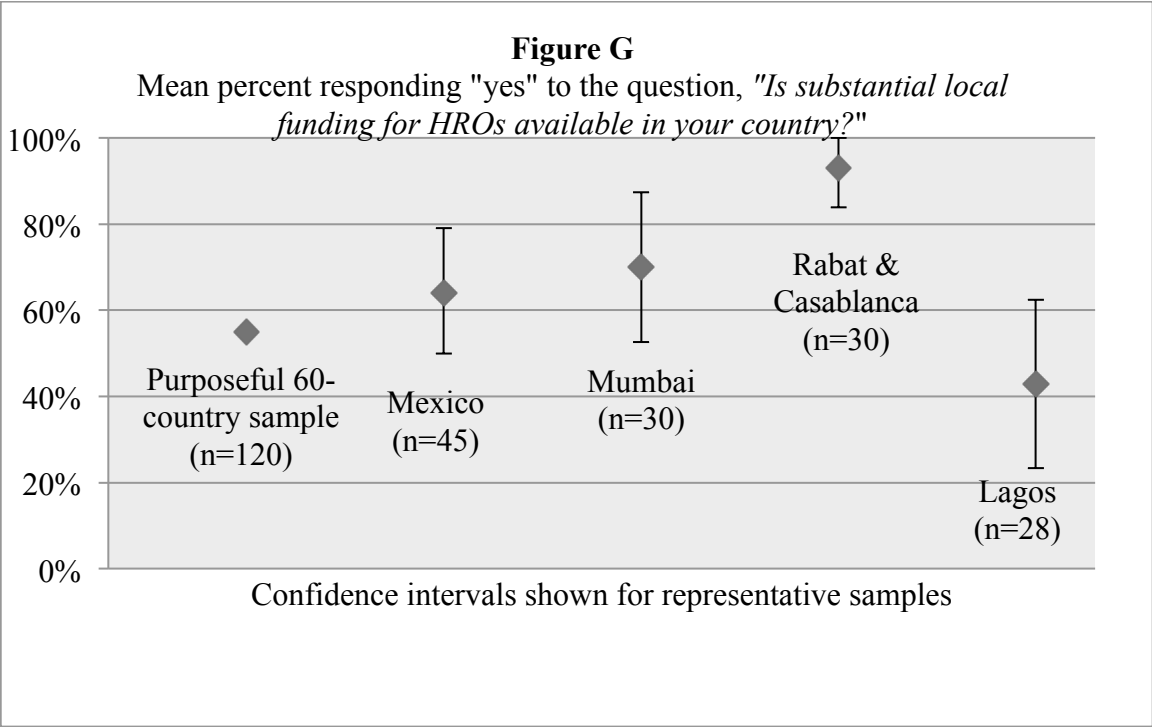 Figure G
Mean percent responding "yes" to the question, "Is substantial local
funding for HROs available in your country?"
100%
80%
60%
40%
20%
0%
Purposeful 60-
country sample
(n=120)
Mexico
(n=45)
Mumbai
(n=30)
Rabat &
Casablanca
(n=30)
Lagos
(n=28)
Confidence intervals shown for representative samples